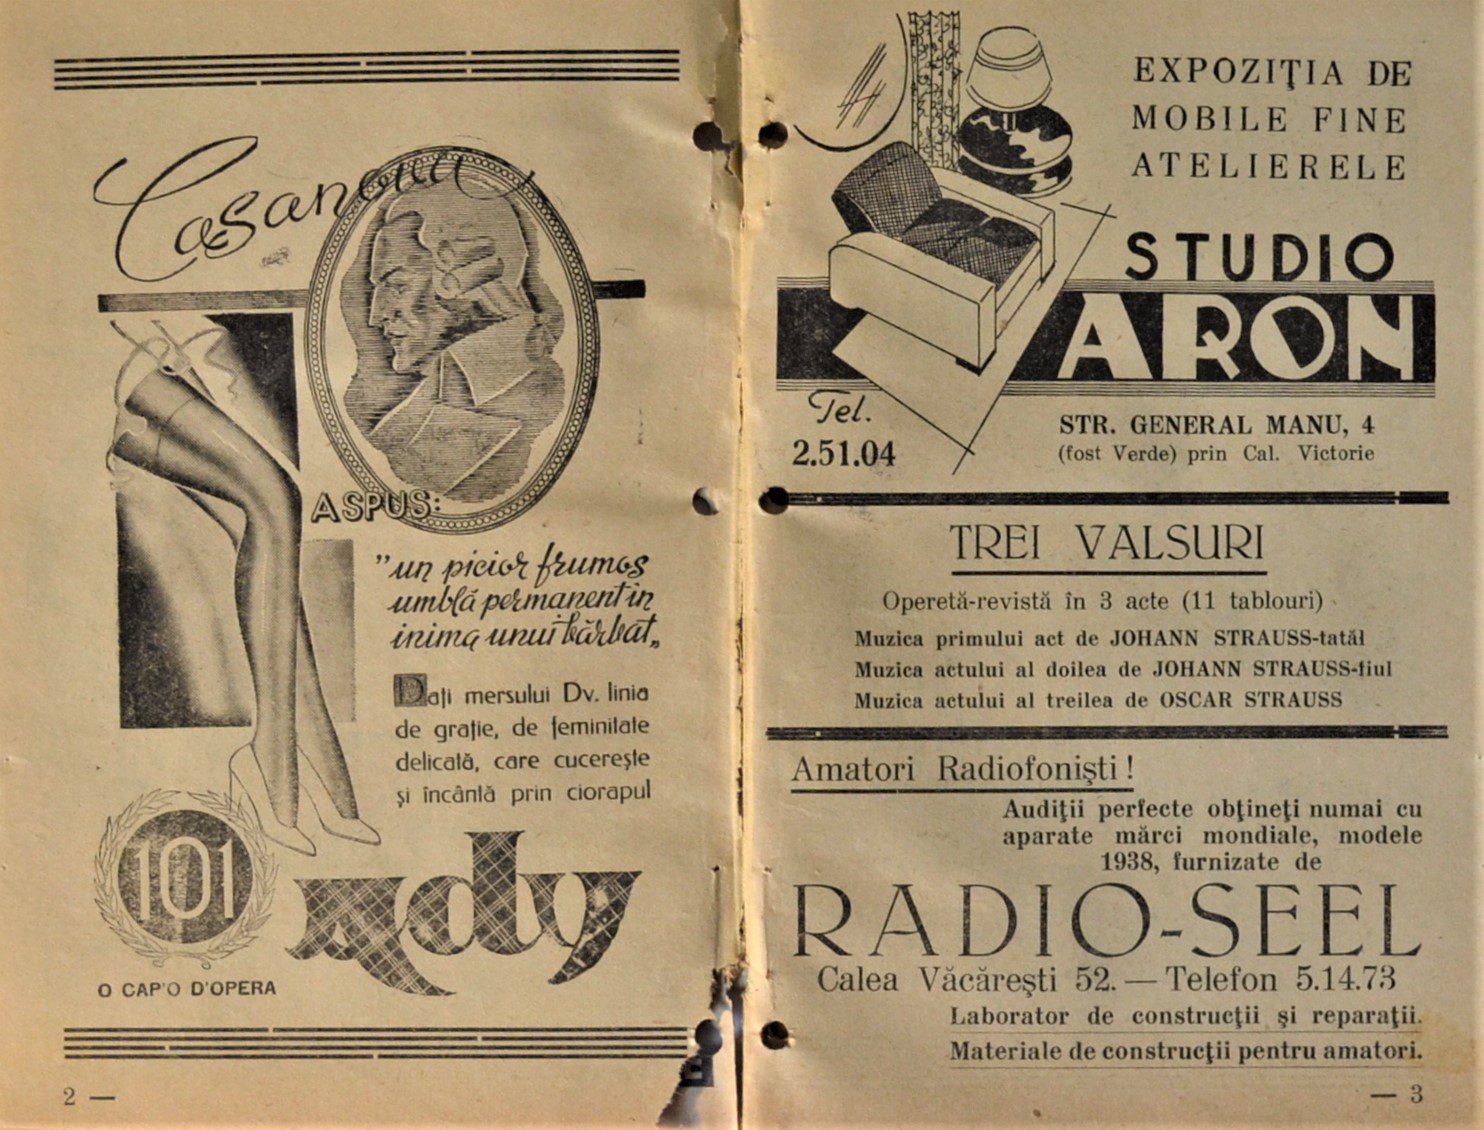 Casanova
A SPUS:
"un picior frumos
umblă permanent in
inima unui bărbat„
Dați mersului Dv. linia
de grație, de feminitate
delicată, care cucerește
și încântă prin ciorapul
101
O CAP'O D'OPERA
Ady
2 —
EXPOZIŢIA DE
MOBILE FINE
ATELIERELE
STUDIO
ARON
Tel.
2.51.04
STR. GENERAL MANU, 4
(fost Verde) prin Cal. Victorie
TREI VALSURI
Operetă-revistă în 3 acte (11 tablouri)
Muzica primului act de JOHANN STRAUSS-tatăl
Muzica actului al doilea de JOHANN STRAUSS-fiul
Muzica actului al treilea de OSCAR STRAUSS
Amatori Radiofonişti !
Audiţii perfecte obţineţi numai cu
aparate mărci mondiale, modele
1938, furnizate de
RADIO-SEEL
Calea Văcăreşti 52. — Telefon 5.14.73
Laborator de construcţii şi reparaţii.
Materiale de construcţii pentru amatori.
— 3